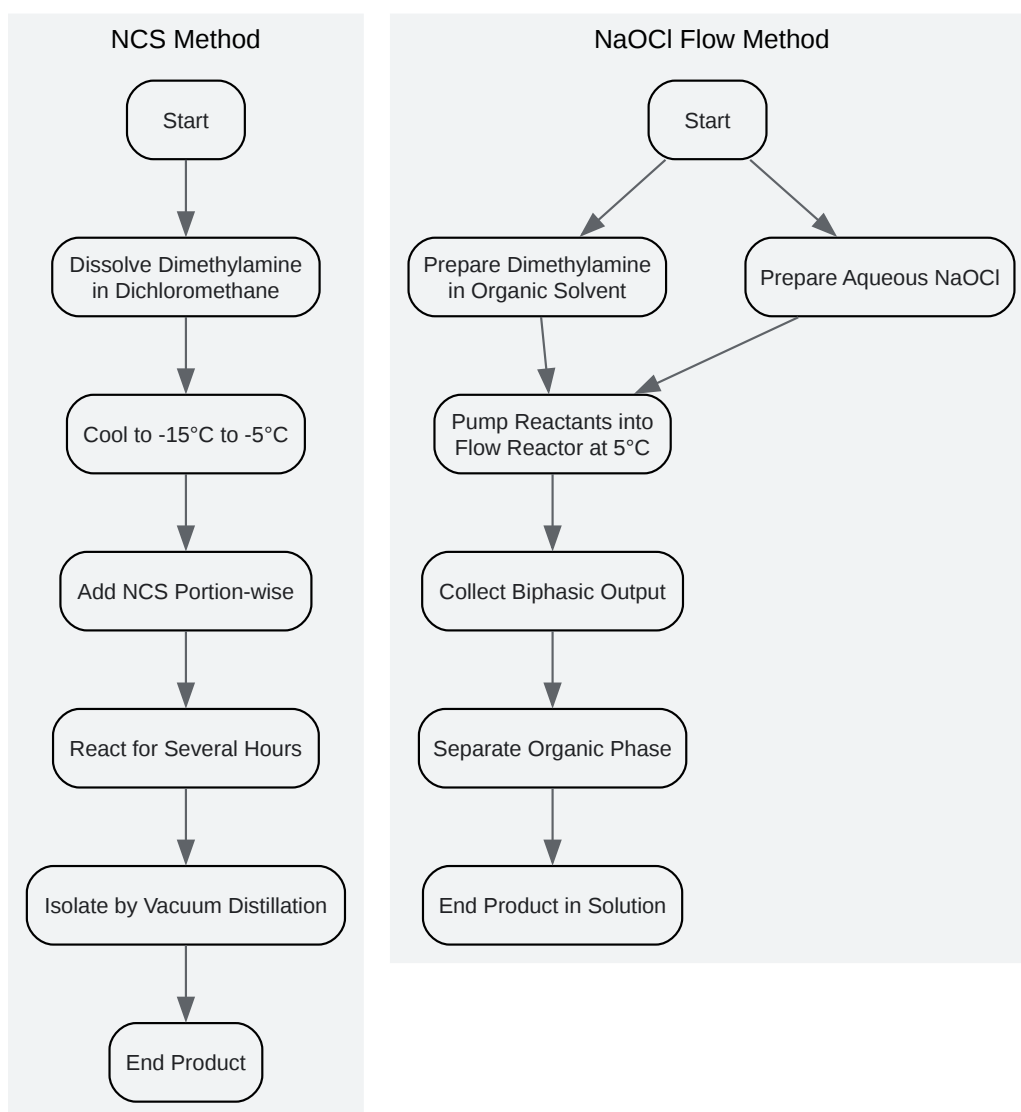 NCS Method
Start
Dissolve Dimethylamine
in Dichloromethane
Cool to -15°C to -5°C
Add NCS Portion-wise
React for Several Hours
Isolate by Vacuum Distillation
End Product
NaOCl Flow Method
Start
Prepare Dimethylamine
in Organic Solvent
Prepare Aqueous NaOCl
Pump Reactants into
Flow Reactor at 5°C
Collect Biphasic Output
Separate Organic Phase
End Product in Solution